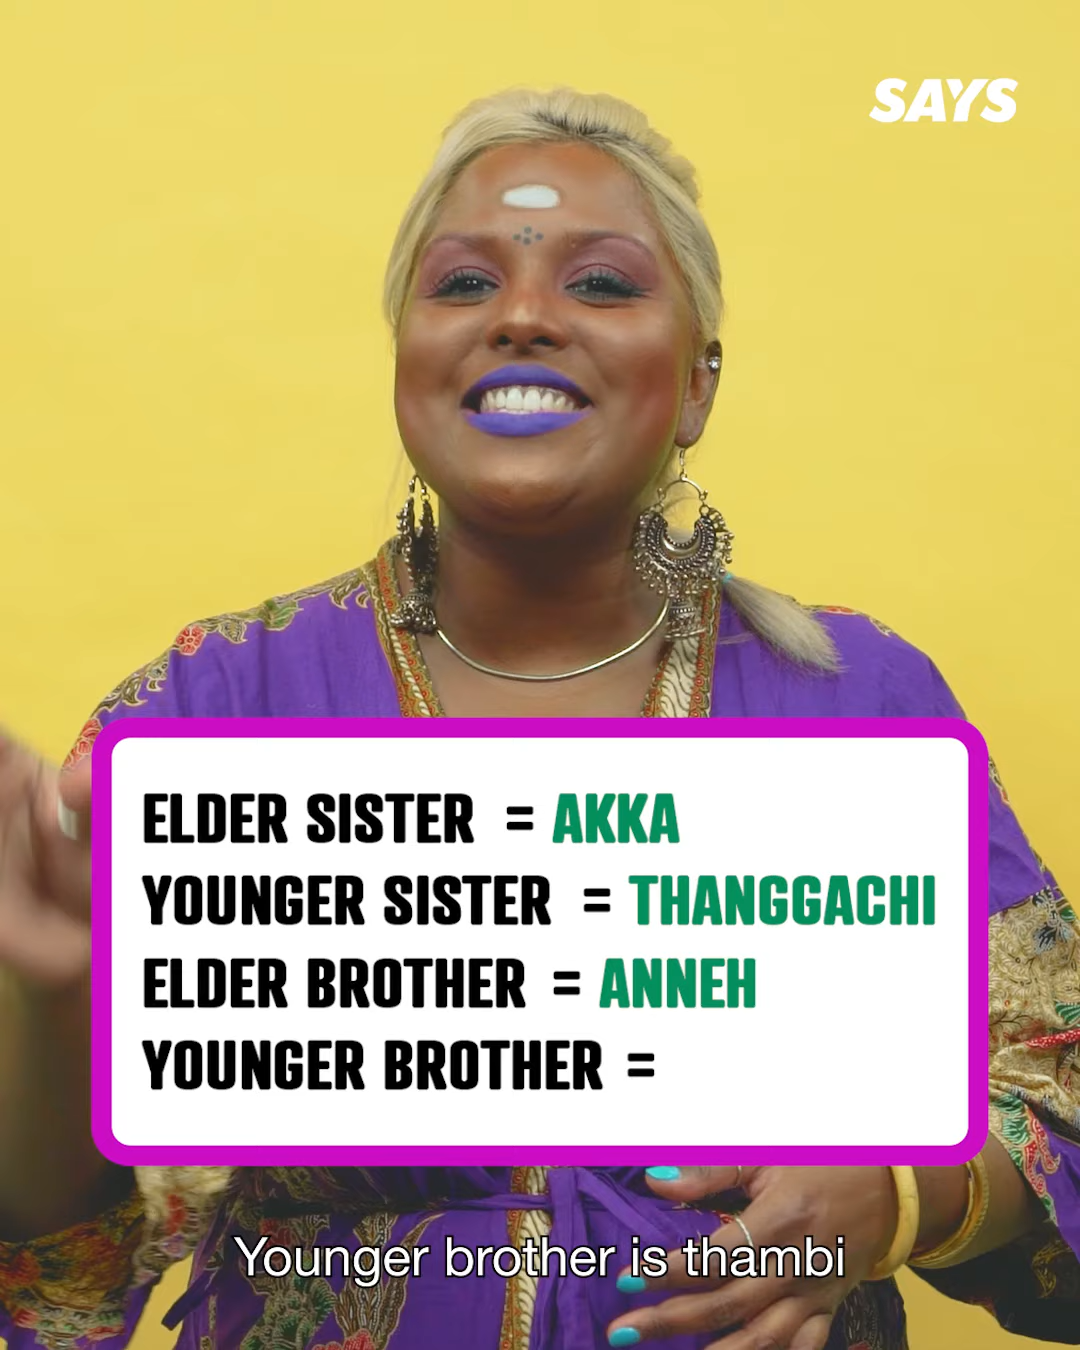 SAYS
ELDER SISTER = AKKA
YOUNGER SISTER = THANGGACHI
ELDER BROTHER = ANNEH
YOUNGER BROTHER =
Younger brother is thambi